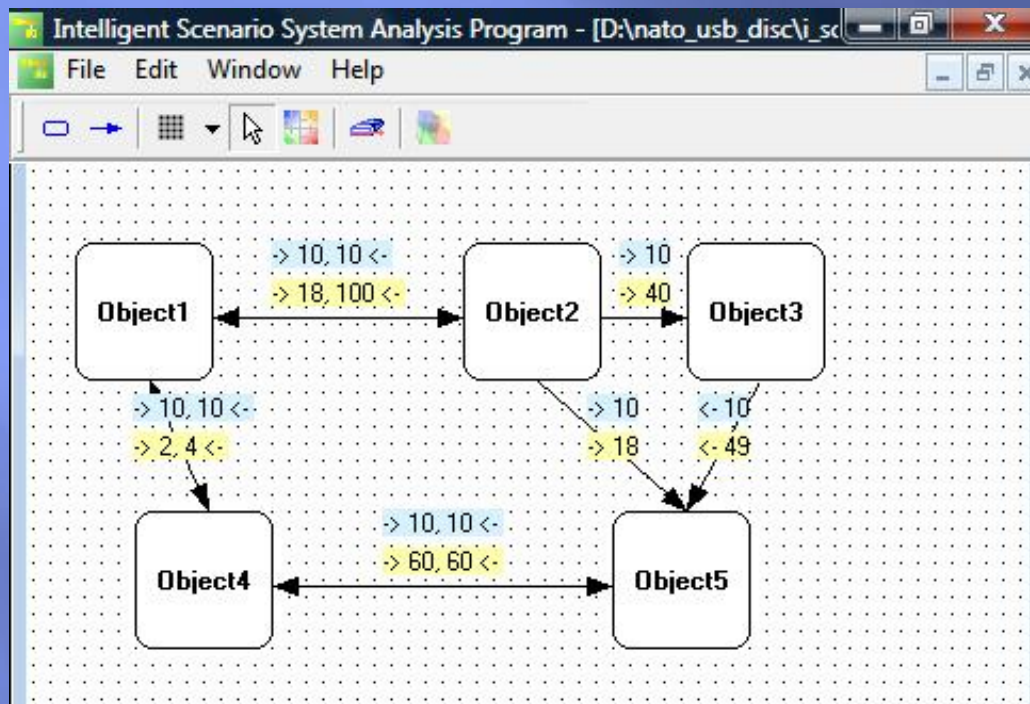 Intelligent Scenario System Analysis Program - [D:\nato_usb_disc\i_sc
File Edit Window Help
-> 10, 10 <-
-> 18, 100 <-
-> 10
-> 40
Object1
Object2
Object3
-> 10, 10 <-
-> 2, 4 <-
-> 10
-> 18
<- 10
<- 49
-> 10, 10 <-
-> 60, 60 <-
Object4
Object5